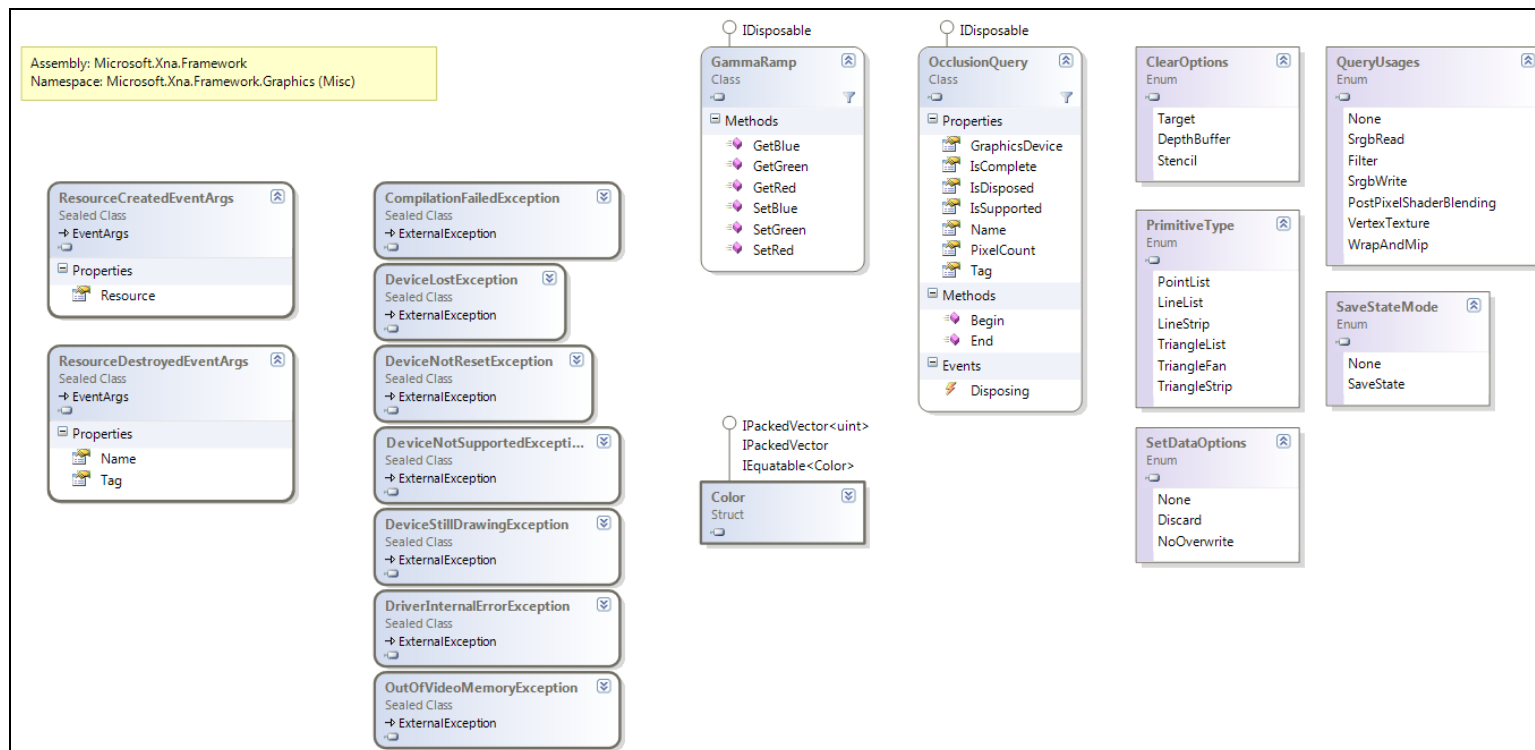 Assembly: Microsoft.Xna.Framework
Namespace: Microsoft.Xna.Framework.Graphics (Misc)
ResourceCreatedEventArgs
Sealed Class
EventArgs
Properties
Resource
ResourceDestroyedEventArgs
Sealed Class
EventArgs
Properties
Name
Tag
CompilationFailedException
Sealed Class
ExternalException
DeviceLostException
Sealed Class
ExternalException
DeviceNotResetException
Sealed Class
ExternalException
DeviceNotSupportedExcepti...
Sealed Class
ExternalException
DeviceStillDrawingException
Sealed Class
ExternalException
DriverInternalErrorException
Sealed Class
ExternalException
OutOfVideoMemoryException
Sealed Class
ExternalException
IDisposable
GammaRamp
Class
Methods
GetBlue
GetGreen
GetRed
SetBlue
SetGreen
SetRed
IPackedVector<uint>
IPackedVector
IEquatable<Color>
Color
Struct
IDisposable
OcclusionQuery
Class
Properties
GraphicsDevice
IsComplete
IsDisposed
IsSupported
Name
PixelCount
Tag
Methods
Begin
End
Events
Disposing
ClearOptions
Enum
Target
DepthBuffer
Stencil
PrimitiveType
Enum
PointList
LineList
LineStrip
TriangleList
TriangleFan
TriangleStrip
SetDataOptions
Enum
None
Discard
NoOverwrite
QueryUsages
Enum
None
SrgbRead
Filter
SrgbWrite
PostPixelShaderBlending
VertexTexture
WrapAndMip
SaveStateMode
Enum
None
SaveState